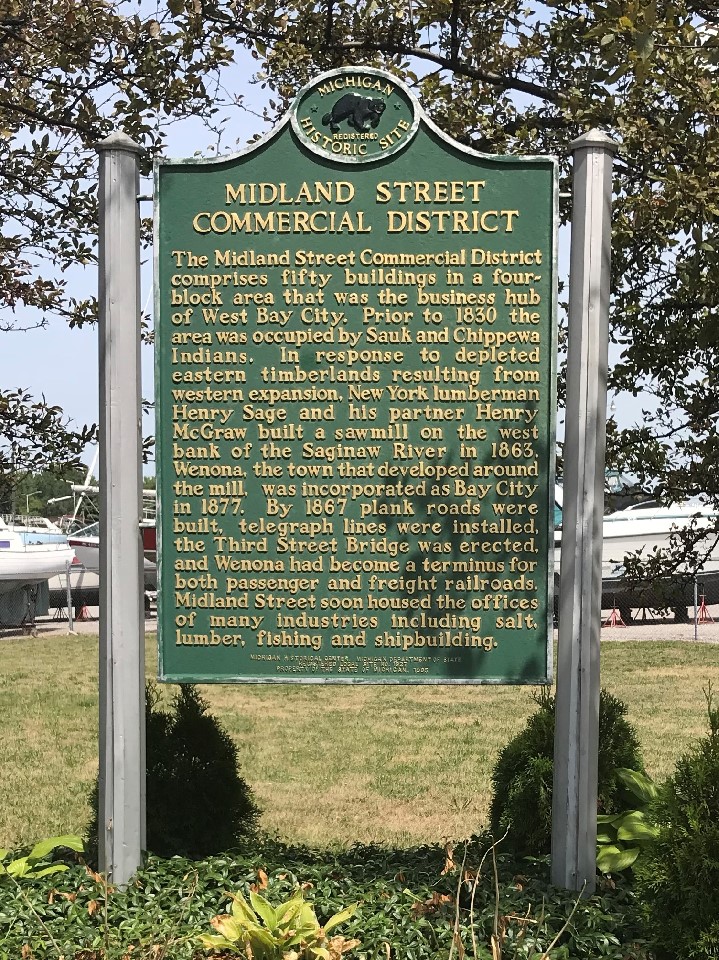 MICHIGAN
REGISTERED
HISTORIC SITE
MIDLAND STREET
COMMERCIAL DISTRICT
The Midland Street Commercial District
comprises fifty buildings in a four-
block area that was the business hub
of West Bay City. Prior to 1830 the
area was occupied by Sauk and Chippewa
Indians. In response to depleted
eastern timberlands resulting from
western expansion, New York lumberman
Henry Sage and his partner Henry
McGraw built a sawmill on the west
bank of the Saginaw River in 1863.
Wenona, the town that developed around
the mill, was incorporated as Bay City
in 1877. By 1867 plank roads were
built, telegraph lines were installed,
the Third Street Bridge was erected,
and Wenona had become a terminus for
both passenger and freight railroads.
Midland Street soon housed the offices
of many industries including salt,
lumber, fishing and shipbuilding.
MICHIGAN HISTORICAL CENTER, MICHIGAN DEPARTMENT OF STATE
REGISTERED LOCAL SITE NO.
PROPERTY OF THE STATE OF MICHIGAN,